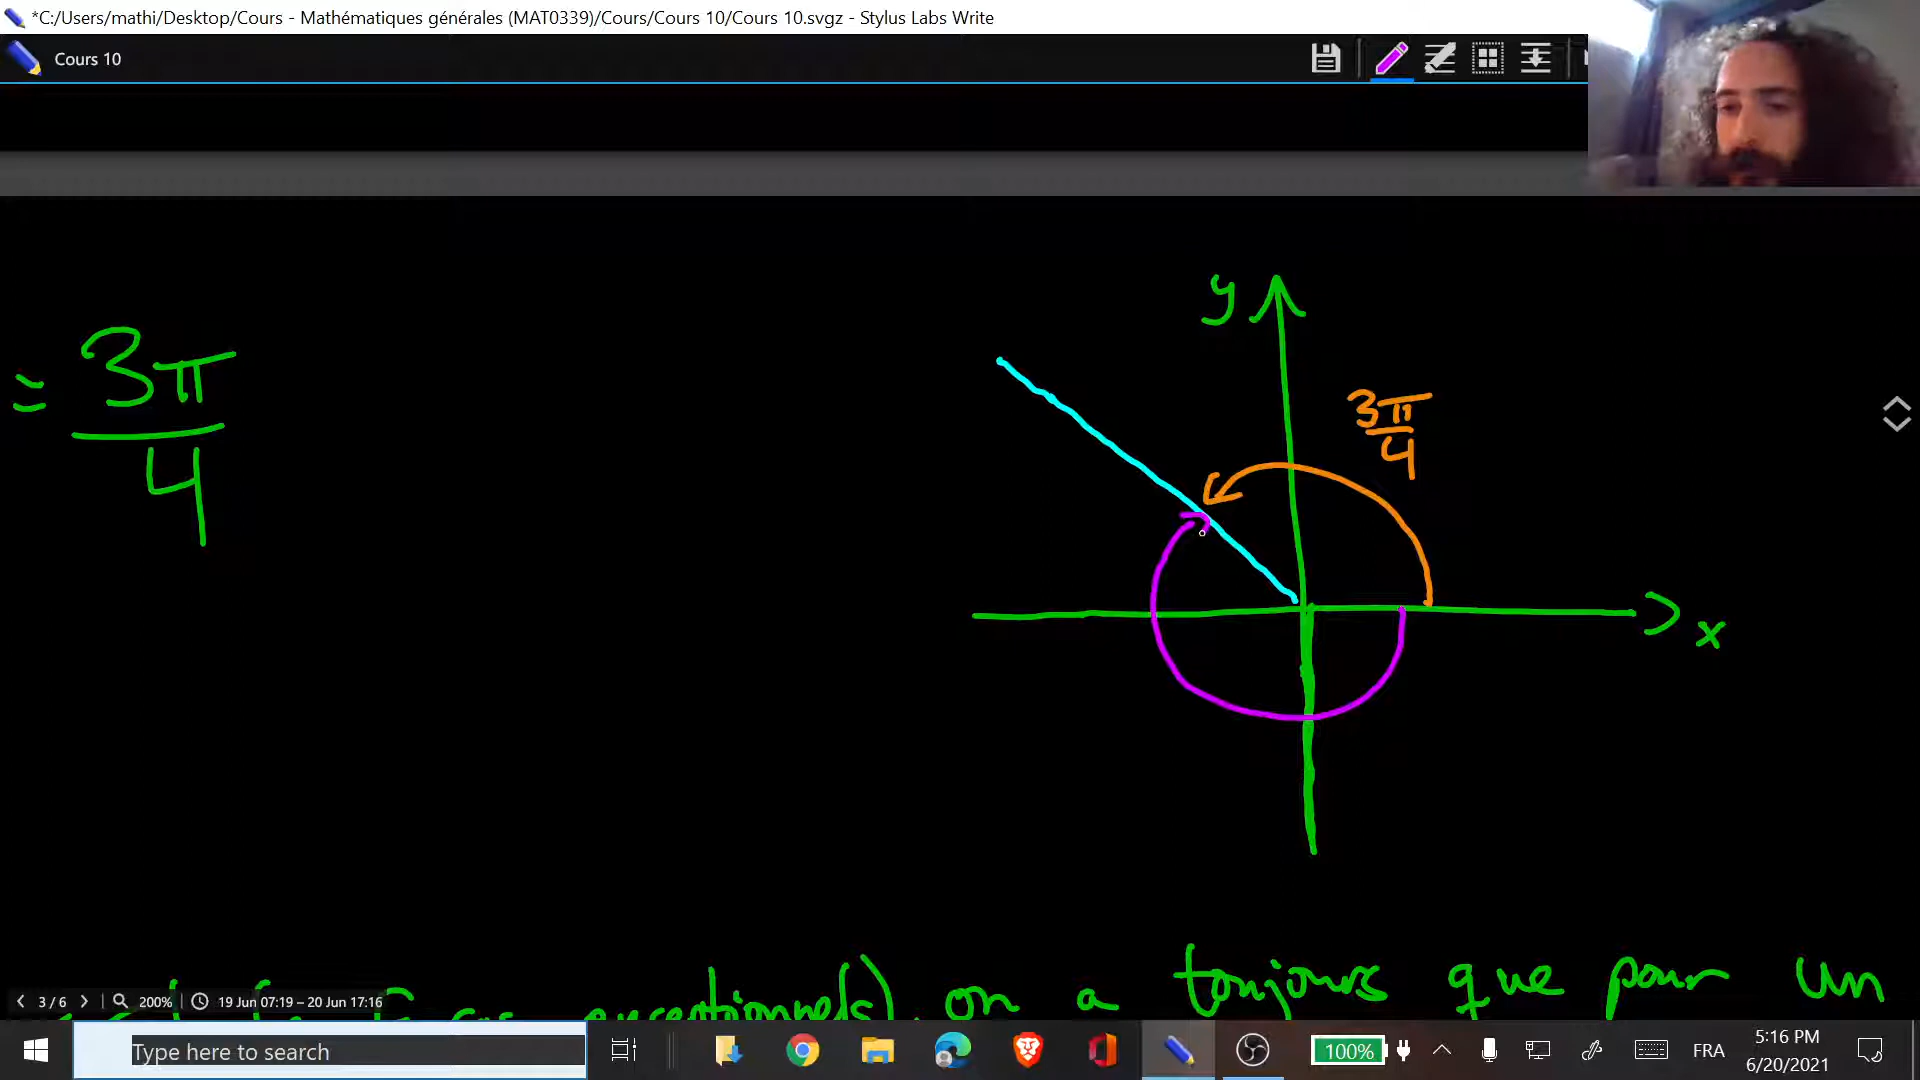 *C:/Users/mathi/Desktop/Cours - Mathématiques générales (MAT0339)/Cours/Cours 10/Cours 10.svgz - Stylus Labs Write
Cours 10
y
= 3π
4
3π
4
x
exceptionnels), on a toujours que pour un
3 / 6
200%
19 Jun 07:19 – 20 Jun 17:16
Type here to search
100%
FRA
5:16 PM
6/20/2021